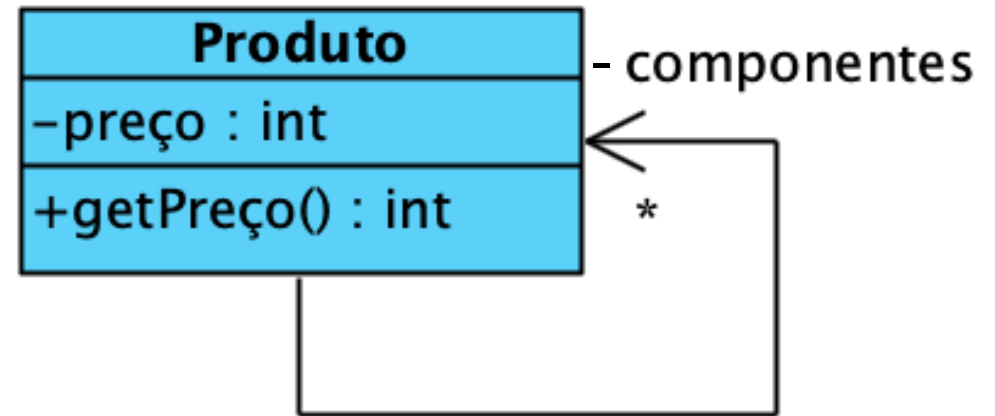 Produto
- componentes
-preço : int
+getPreço() : int
*